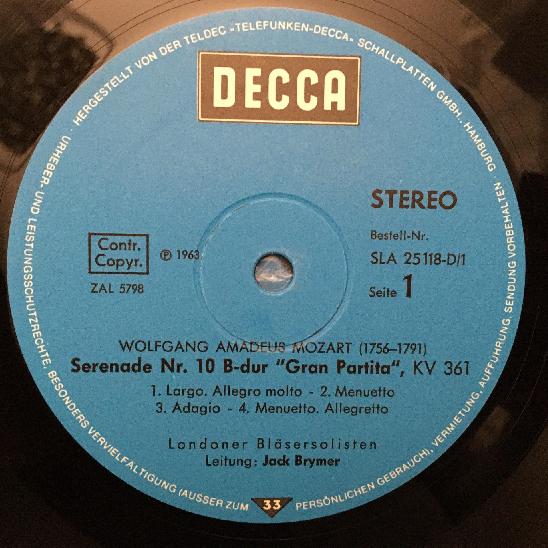 URHEBER- UND LEISTUNGSSCHUTZRECHTE, BESONDERS VERVIELFÄLTIGUNG (AUSSER ZUM PERSÖNLICHEN GEBRAUCH), VERMIETUNG, AUFFÜHRUNG, SENDUNG VORBEHALTEN · HERGESTELLT VON DER TELDEC »TELEFUNKEN-DECCA« SCHALLPLATTEN GMBH., HAMBURG
DECCA
STEREO
Contr.
Copyr.
℗ 1963
Bestell-Nr.
SLA 25118-D/1
ZAL 5798
Seite 1
WOLFGANG AMADEUS MOZART (1756–1791)
Serenade Nr. 10 B-dur "Gran Partita", KV 361
1. Largo. Allegro molto - 2. Menuetto
3. Adagio - 4. Menuetto. Allegretto
Londoner Bläsersolisten
Leitung: Jack Brymer
33